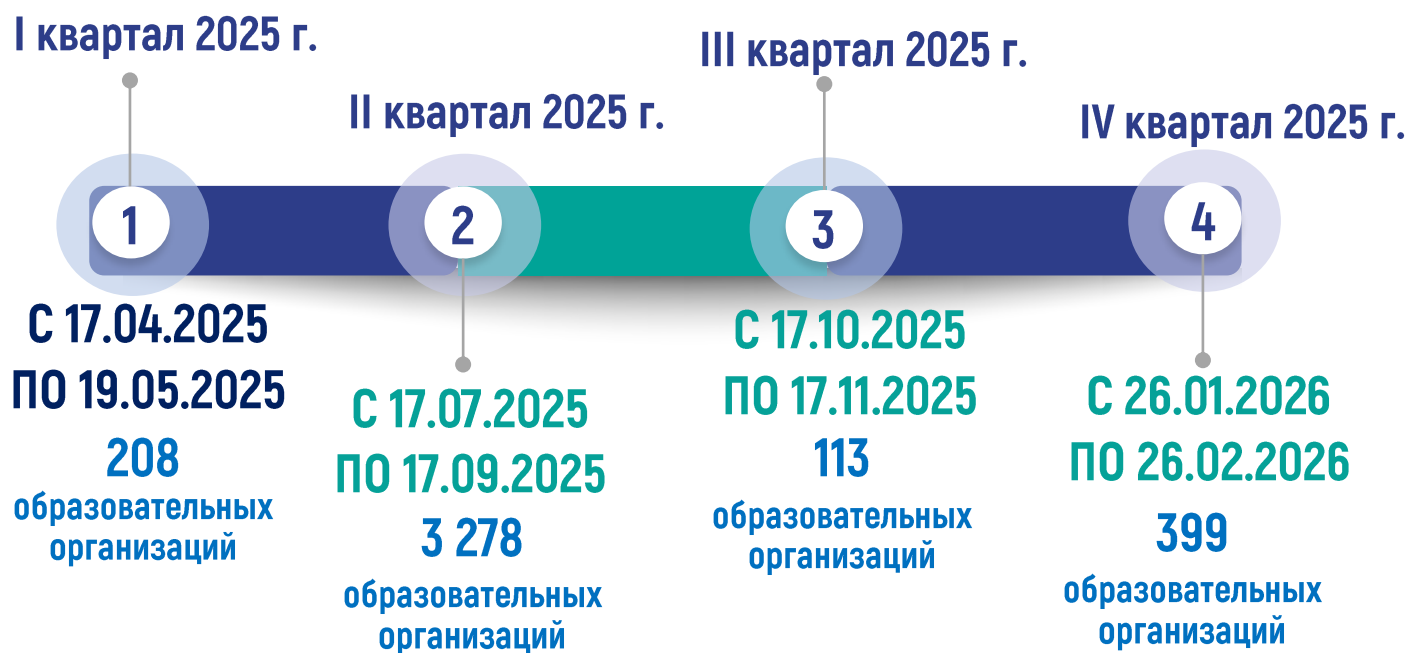 I квартал 2025 г.
1
С 17.04.2025
ПО 19.05.2025
208
образовательных
организаций
II квартал 2025 г.
2
С 17.07.2025
ПО 17.09.2025
3 278
образовательных
организаций
III квартал 2025 г.
3
С 17.10.2025
ПО 17.11.2025
113
образовательных
организаций
IV квартал 2025 г.
4
С 26.01.2026
ПО 26.02.2026
399
образовательных
организаций